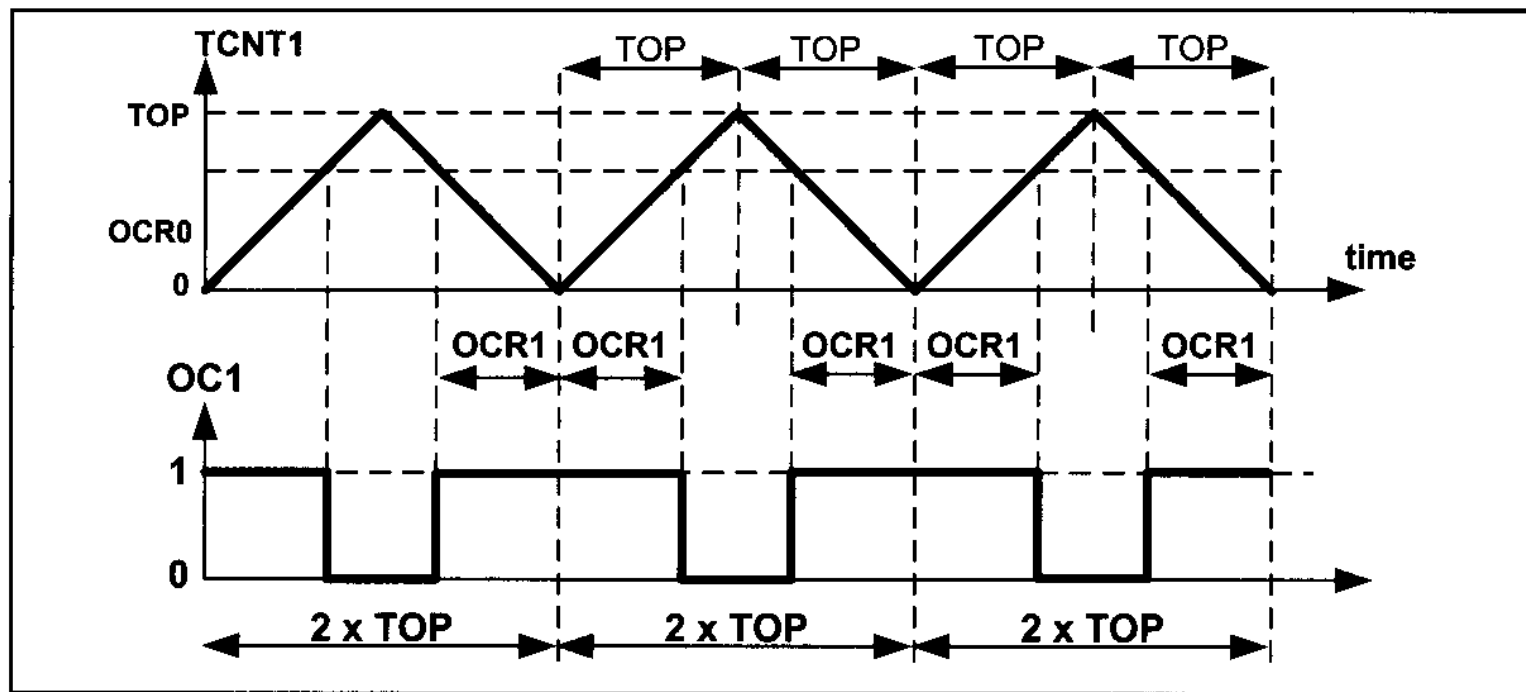 TCNT1
TOP TOP TOP TOP
TOP
OCR0
0
time
OCR1 OCR1 OCR1 OCR1 OCR1
OC1
1
0
2 x TOP 2 x TOP 2 x TOP